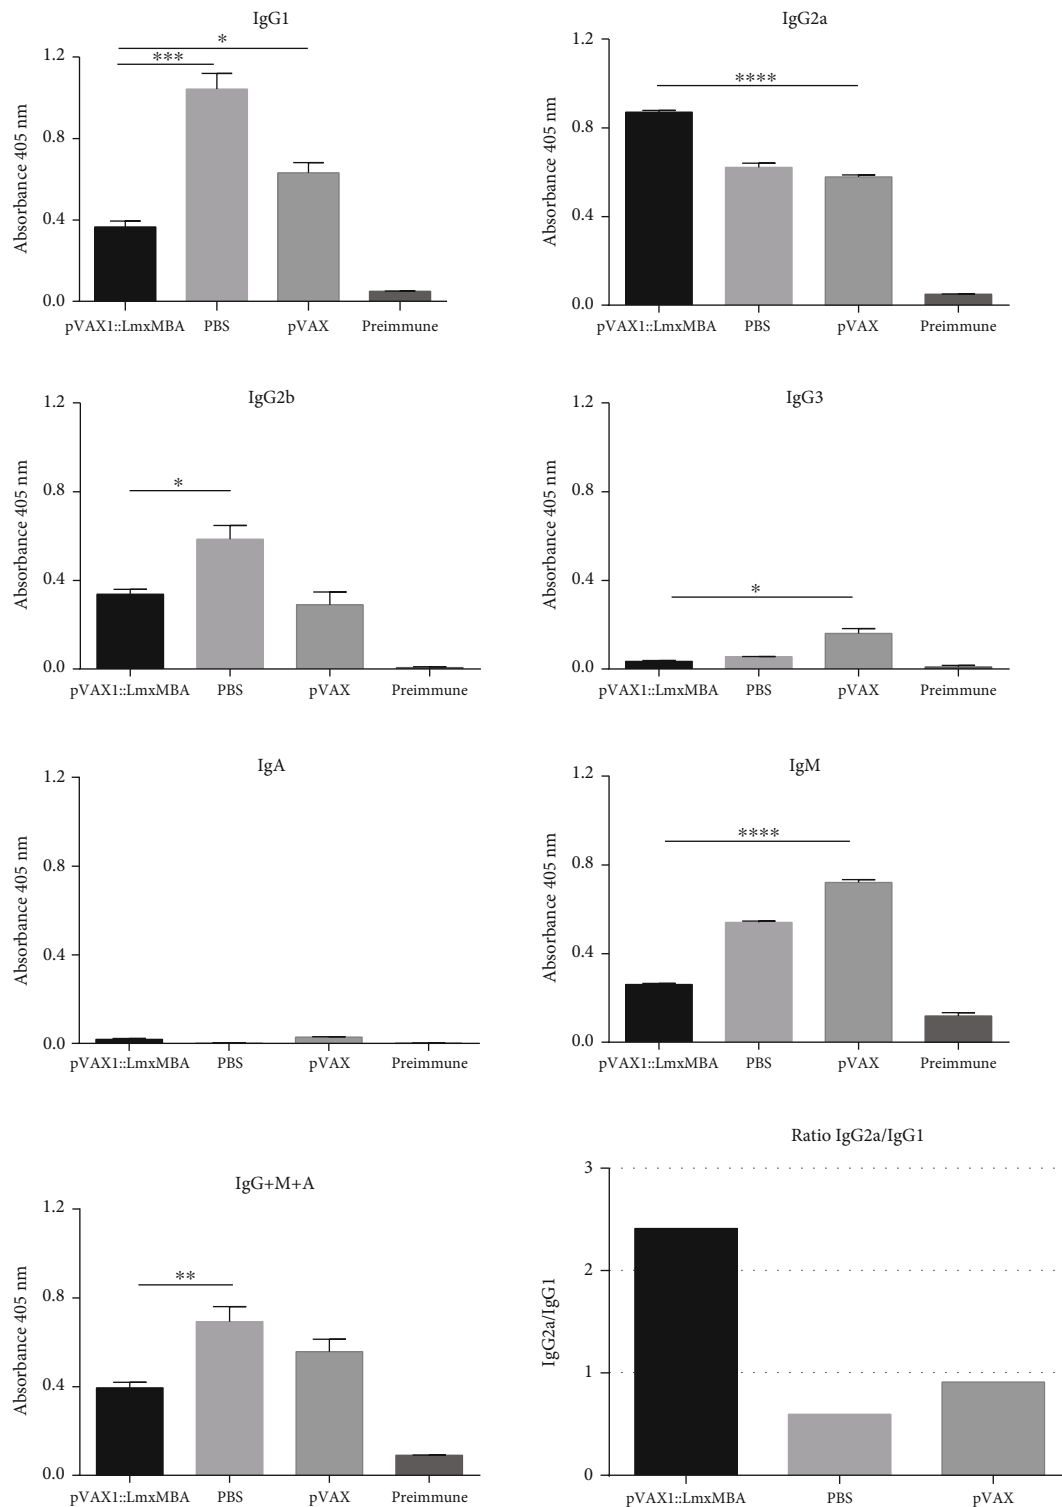 IgG1
*
***
Absorbance 405 nm
1.2
0.8
0.4
0.0
pVAX1::LmxMBA PBS pVAX Preimmune
IgG2a
****
Absorbance 405 nm
1.2
0.8
0.4
0.0
pVAX1::LmxMBA PBS pVAX Preimmune
IgG2b
*
Absorbance 405 nm
1.2
0.8
0.4
0.0
pVAX1::LmxMBA PBS pVAX Preimmune
IgG3
*
Absorbance 405 nm
1.2
0.8
0.4
0.0
pVAX1::LmxMBA PBS pVAX Preimmune
IgA
Absorbance 405 nm
1.2
0.8
0.4
0.0
pVAX1::LmxMBA PBS pVAX Preimmune
IgM
****
Absorbance 405 nm
1.2
0.8
0.4
0.0
pVAX1::LmxMBA PBS pVAX Preimmune
IgG+M+A
**
Absorbance 405 nm
1.2
0.8
0.4
0.0
pVAX1::LmxMBA PBS pVAX Preimmune
Ratio IgG2a/IgG1
IgG2a/IgG1
3
2
1
0
pVAX1::LmxMBA PBS pVAX